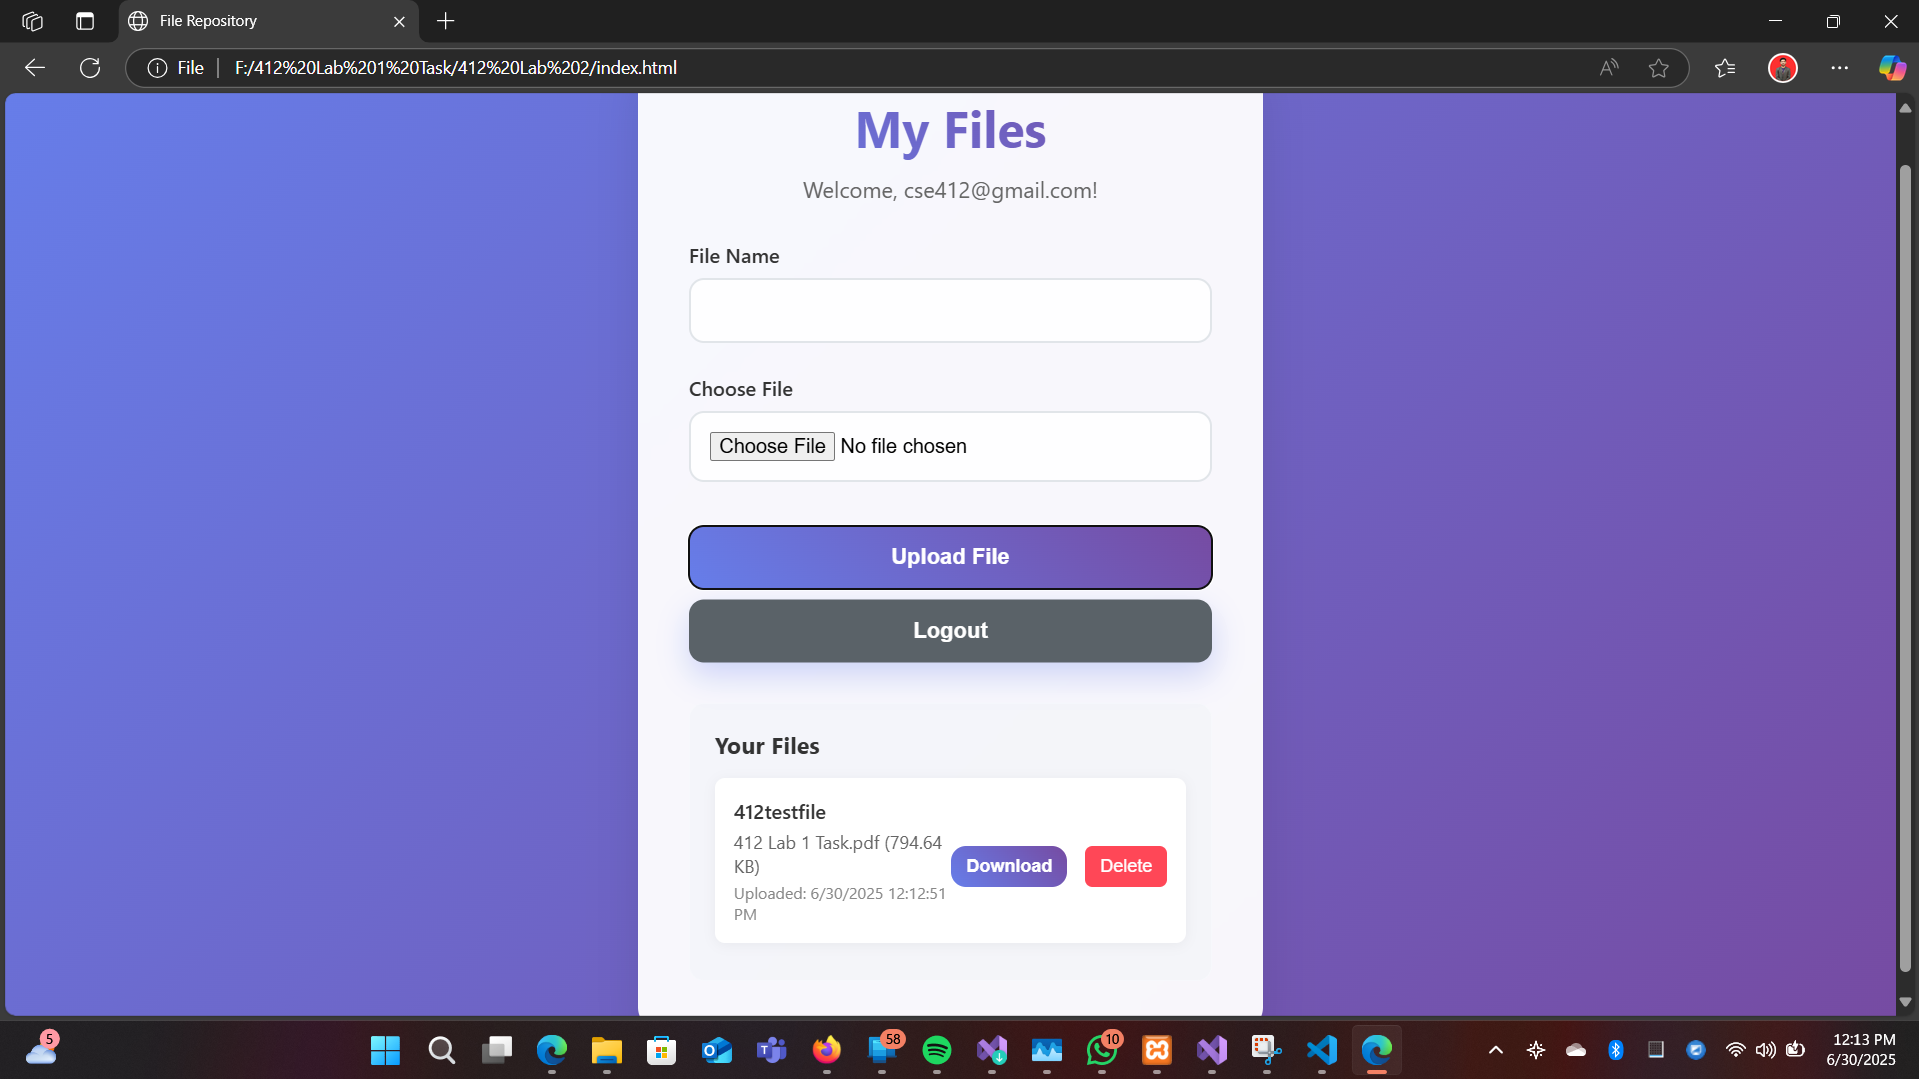 File Repository
File
F:/412%20Lab%201%20Task/412%20Lab%202/index.html
My Files
Welcome, cse412@gmail.com!
File Name
Choose File
Choose File No file chosen
Upload File
Logout
Your Files
412testfile
412 Lab 1 Task.pdf (794.64
KB)
Uploaded: 6/30/2025 12:12:51
PM
Download
Delete
5
58
10
12:13 PM
6/30/2025